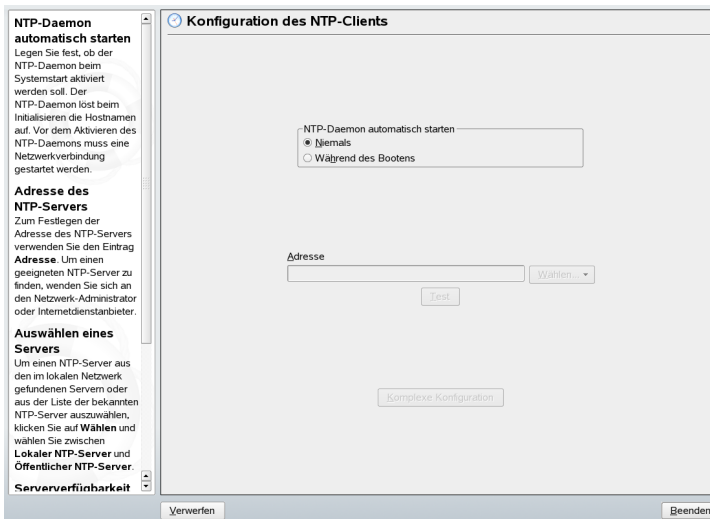 NTP-Daemon
automatisch starten
Legen Sie fest, ob der
NTP-Daemon beim
Systemstart aktiviert
werden soll. Der
NTP-Daemon löst beim
Initialisieren die Hostnamen
auf. Vor dem Aktivieren des
NTP-Daemons muss eine
Netzwerkverbindung
gestartet werden.
Adresse des
NTP-Servers
Zum Festlegen der
Adresse des NTP-Servers
verwenden Sie den Eintrag
Adresse. Um einen
geeigneten NTP-Server zu
finden, wenden Sie sich an
den Netzwerk-Administrator
oder Internetdienstanbieter.
Auswählen eines
Servers
Um einen NTP-Server aus
den im lokalen Netzwerk
gefundenen Servern oder
aus der Liste der bekannten
NTP-Server auszuwählen,
klicken Sie auf Wählen und
wählen Sie zwischen
Lokaler NTP-Server und
Öffentlicher NTP-Server.
Serververfügbarkeit
Konfiguration des NTP-Clients
NTP-Daemon automatisch starten
Niemals
Während des Bootens
Adresse
Wählen...
Test
Komplexe Konfiguration
Verwerfen
Beenden